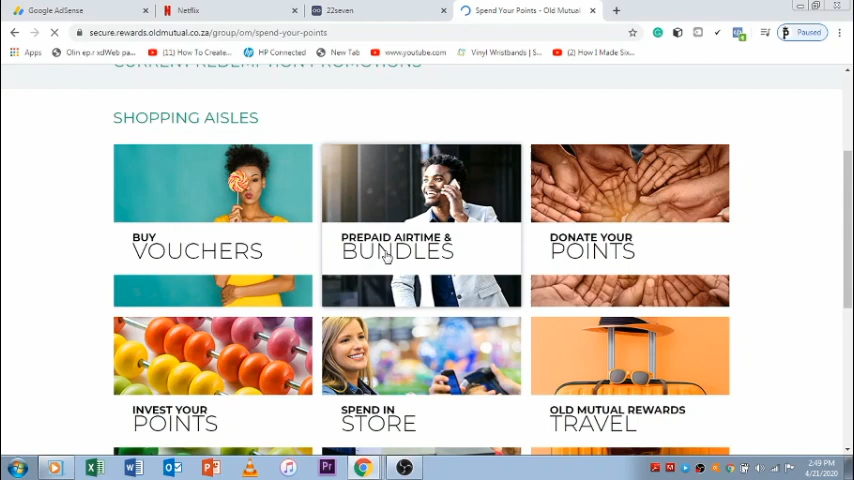 Google AdSense
Netflix
22seven
Spend Your Points - Old Mutual
secure.rewards.oldmutual.co.za/group/om/spend-your-points
Paused
Apps
Olin ep.rxdWeb pa...
(11) How To Create...
HP Connected
New Tab
www.youtube.com
Vinyl Wristbands | S...
(2) How I Made Six...
CURRENT REDEMPTION PROMOTIONS
SHOPPING AISLES
BUY
VOUCHERS
PREPAID AIRTIME &
BUNDLES
DONATE YOUR
POINTS
INVEST YOUR
POINTS
SPEND IN
STORE
OLD MUTUAL REWARDS
TRAVEL
2:49 PM
4/21/2020